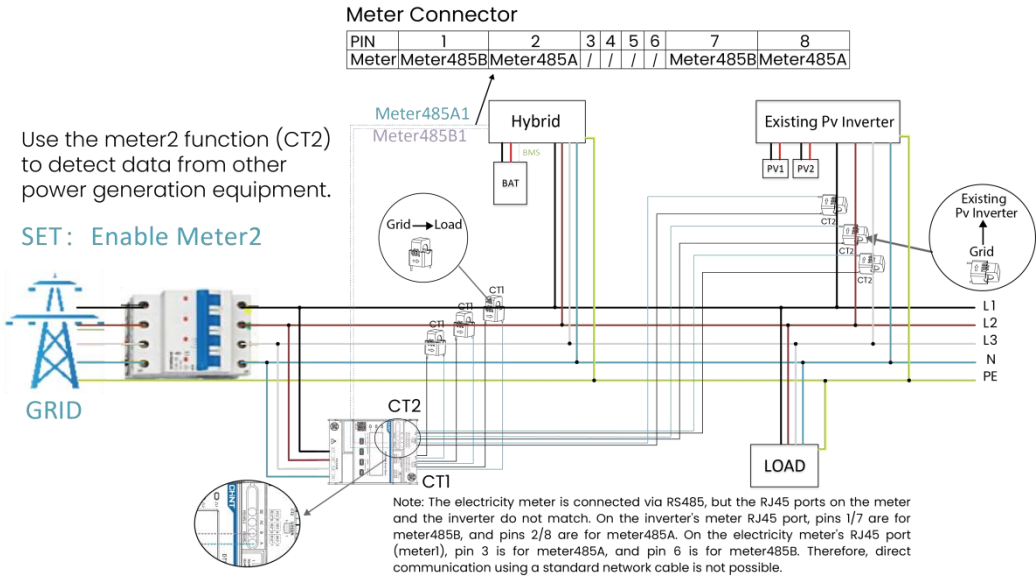 Meter Connector
PIN 1 2 3 4 5 6 7 8
Meter Meter485B Meter485A / / / / Meter485B Meter485A
Meter485A1
Meter485B1
Hybrid
BMS
BAT
Existing Pv Inverter
PV1 PV2
Use the meter2 function (CT2)
to detect data from other
power generation equipment.
SET: Enable Meter2
Grid→Load
CT2
CT2
CT2
Existing
Pv Inverter
Grid
CT1
CT1
CT1
L1
L2
L3
N
PE
GRID
CT2
CT1
LOAD
CHNT
Note: The electricity meter is connected via RS485, but the RJ45 ports on the meter
and the inverter do not match. On the inverter's meter RJ45 port, pins 1/7 are for
meter485B, and pins 2/8 are for meter485A. On the electricity meter's RJ45 port
(meter1), pin 3 is for meter485A, and pin 6 is for meter485B. Therefore, direct
communication using a standard network cable is not possible.